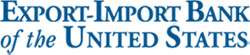 Export-Import Bank
of the United States